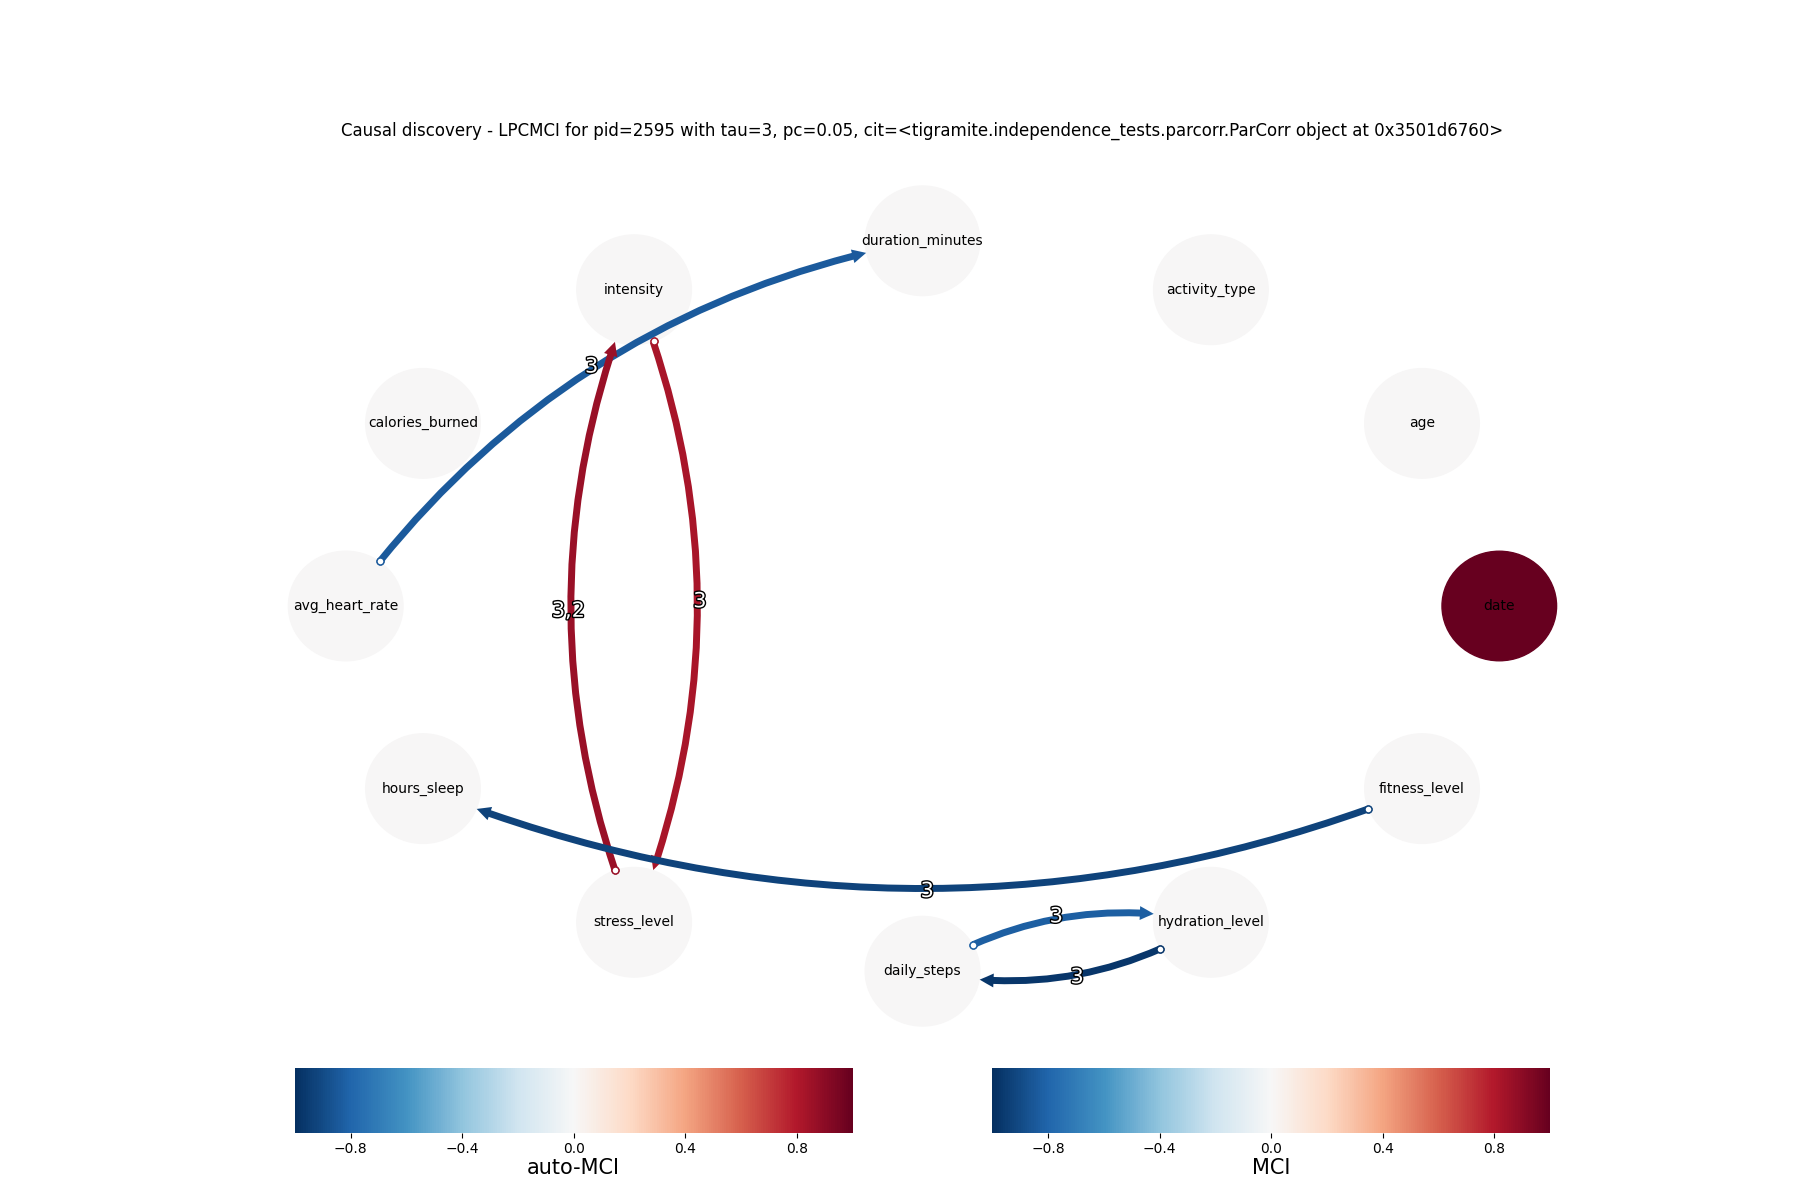 Causal discovery - LPCMCI for pid=2595 with tau=3, pc=0.05, cit=<tigramite.independence_tests.parcorr.ParCorr object at 0x3501d6760>
duration_minutes
intensity
activity_type
3
calories_burned
age
3,2
3
avg_heart_rate
date
hours_sleep
fitness_level
3
stress_level
3
hydration_level
daily_steps
3
−0.8 −0.4 0.0 0.4 0.8
auto-MCI
−0.8 −0.4 0.0 0.4 0.8
MCI